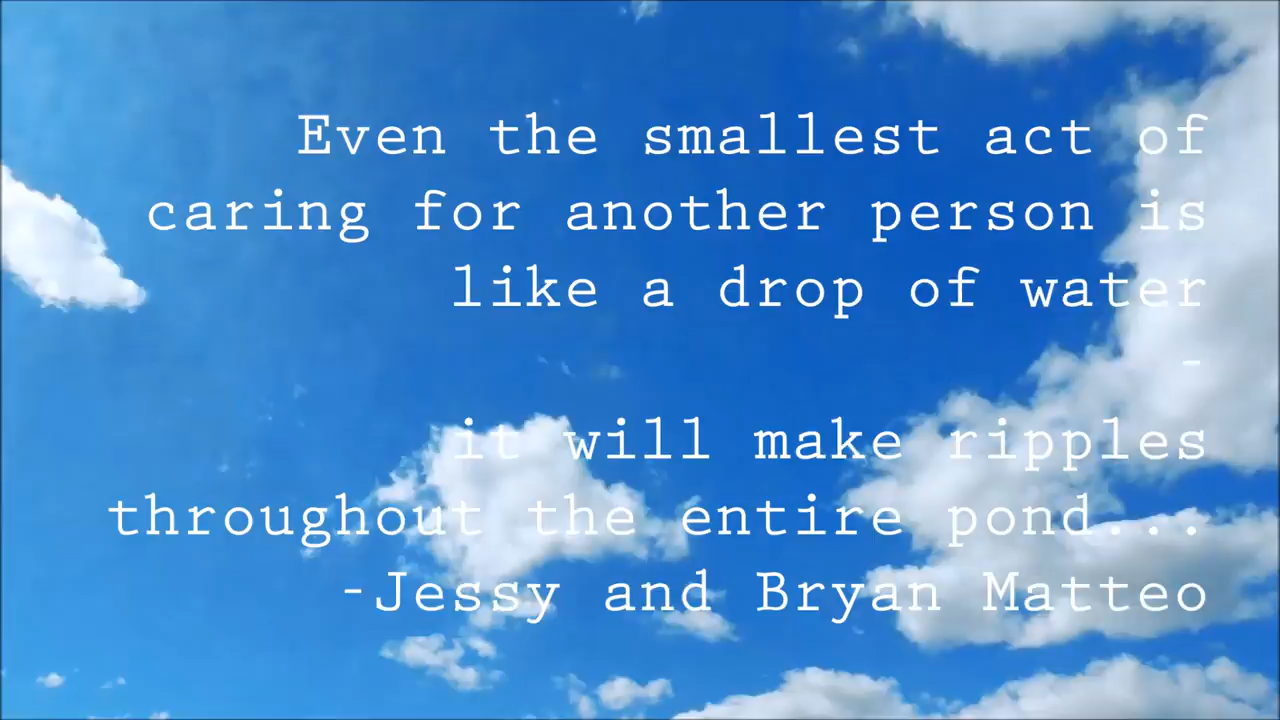 Even the smallest act of
caring for another person is
like a drop of water
-
it will make ripples
throughout the entire pond...
-Jessy and Bryan Matteo